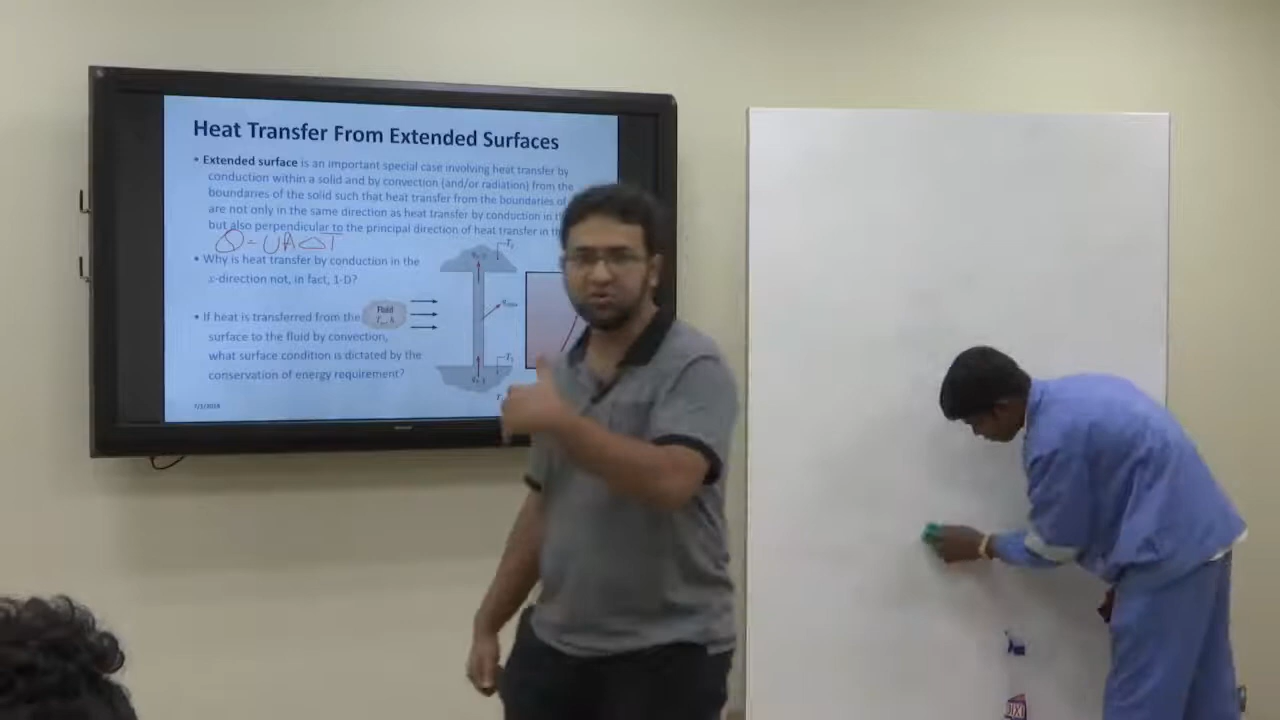 Heat Transfer From Extended Surfaces
• Extended surface is an important special case involving heat transfer by
conduction within a solid and by convection (and/or radiation) from the
boundaries of the solid such that heat transfer from the boundaries of
are not only in the same direction as heat transfer by conduction in
but also perpendicular to the principal direction of heat transfer in
Q = UAΔT
• Why is heat transfer by conduction in the
x-direction not, in fact, 1-D?
• If heat is transferred from the
surface to the fluid by convection,
what surface condition is dictated by the
conservation of energy requirement?
Fluid